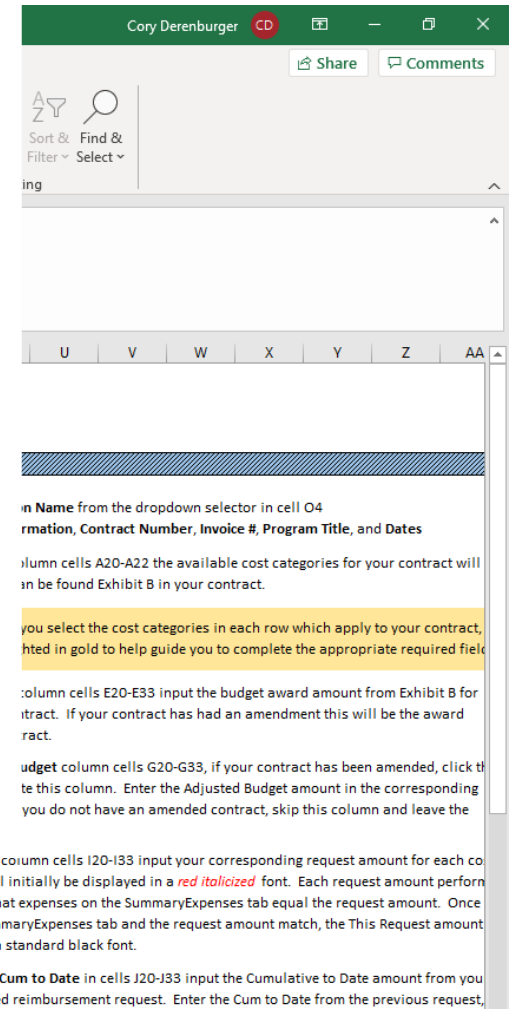 Cory Derenburger CD
Share Comments
A
Z
Sort & Find &
Filter Select
ing
U V W X Y Z AA
on Name from the dropdown selector in cell O4
rmation, Contract Number, Invoice #, Program Title, and Dates
olumn cells A20-A22 the available cost categories for your contract will
an be found Exhibit B in your contract.
you select the cost categories in each row which apply to your contract,
hted in gold to help guide you to complete the appropriate required field
column cells E20-E33 input the budget award amount from Exhibit B for
ntract. If your contract has had an amendment this will be the award
ract.
udget column cells G20-G33, if your contract has been amended, click th
te this column. Enter the Adjusted Budget amount in the corresponding
you do not have an amended contract, skip this column and leave the
column cells I20-I33 input your corresponding request amount for each co
l initially be displayed in a red italicized font. Each request amount perform
hat expenses on the SummaryExpenses tab equal the request amount. Once
mmaryExpenses tab and the request amount match, the This Request amount
standard black font.
Cum to Date in cells J20-J33 input the Cumulative to Date amount from you
ed reimbursement request. Enter the Cum to Date from the previous request,